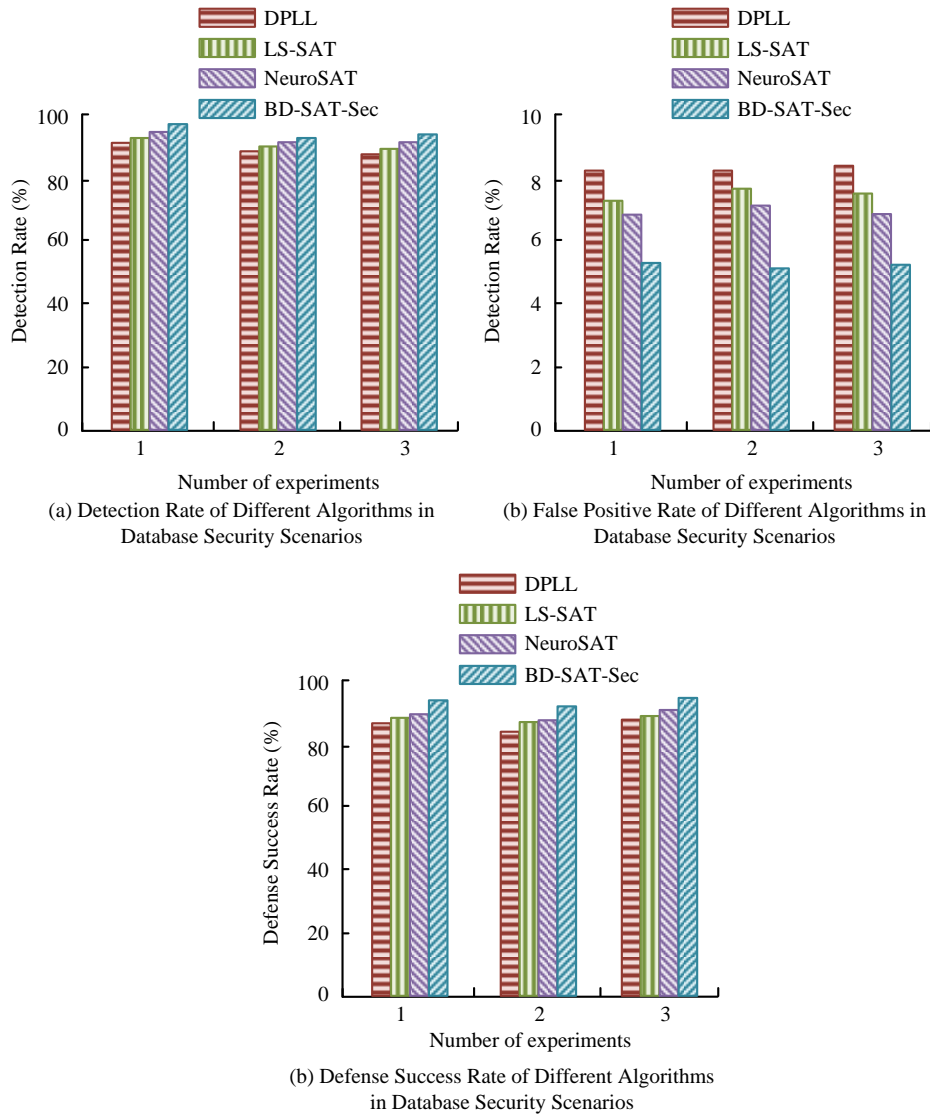 DPLL
LS-SAT
NeuroSAT
BD-SAT-Sec
100
80
60
40
20
0
Detection Rate (%)
1
2
3
Number of experiments
(a) Detection Rate of Different Algorithms in
Database Security Scenarios
DPLL
LS-SAT
NeuroSAT
BD-SAT-Sec
10
8
6
4
2
0
Detection Rate (%)
1
2
3
Number of experiments
(b) False Positive Rate of Different Algorithms in
Database Security Scenarios
DPLL
LS-SAT
NeuroSAT
BD-SAT-Sec
100
80
60
40
20
0
Defense Success Rate (%)
1
2
3
Number of experiments
(b) Defense Success Rate of Different Algorithms
in Database Security Scenarios